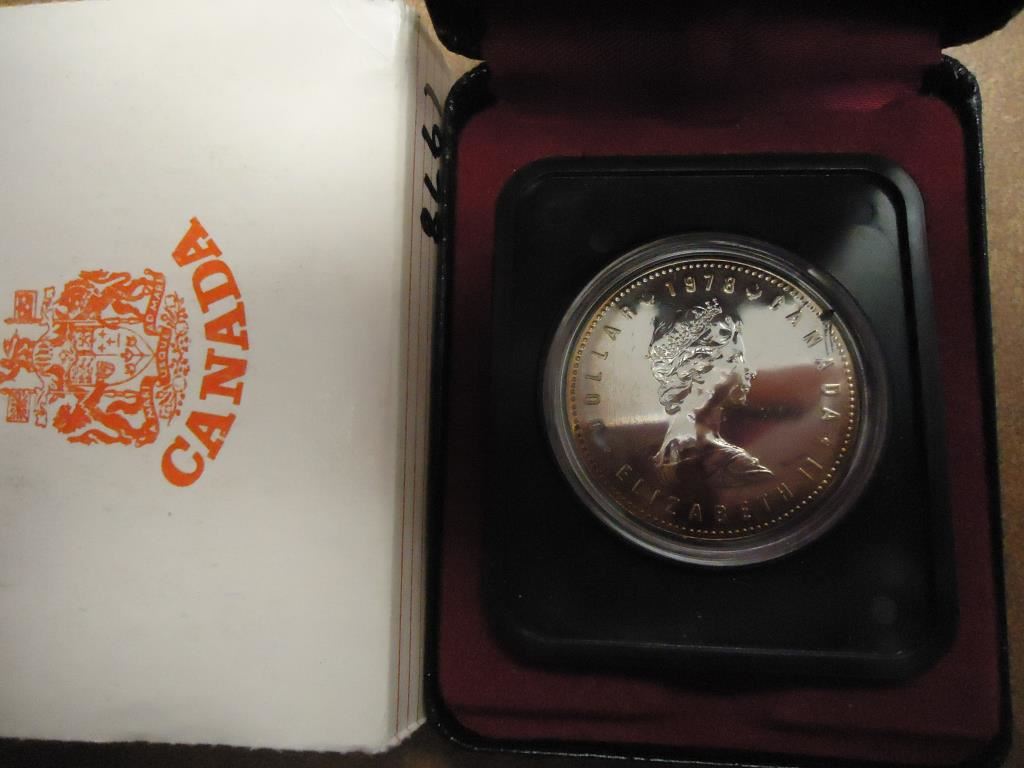 CANADA
1978
1978 CANADA · ELIZABETH II DOLLAR